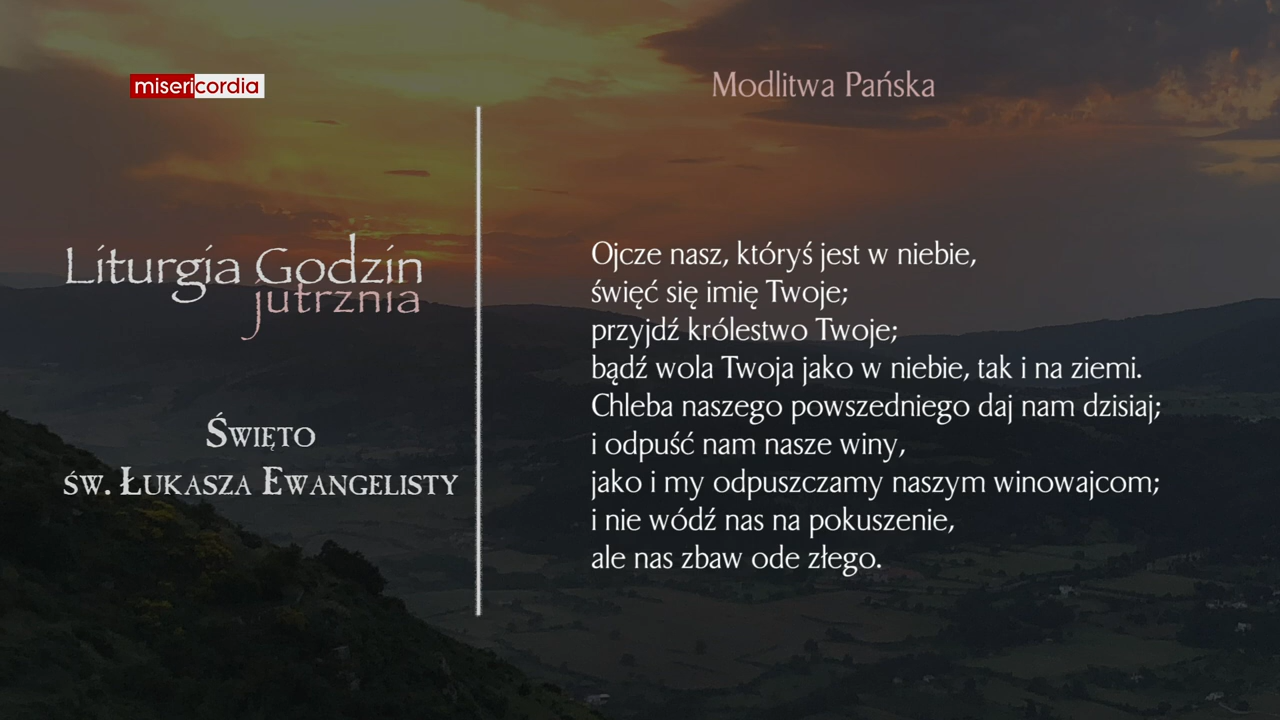 misericordia
Liturgia Godzin
jutrznia
Święto
św. Łukasza Ewangelisty
Modlitwa Pańska
Ojcze nasz, któryś jest w niebie,
święć się imię Twoje;
przyjdź królestwo Twoje;
bądź wola Twoja jako w niebie, tak i na ziemi.
Chleba naszego powszedniego daj nam dzisiaj;
i odpuść nam nasze winy,
jako i my odpuszczamy naszym winowajcom;
i nie wódź nas na pokuszenie,
ale nas zbaw ode złego.